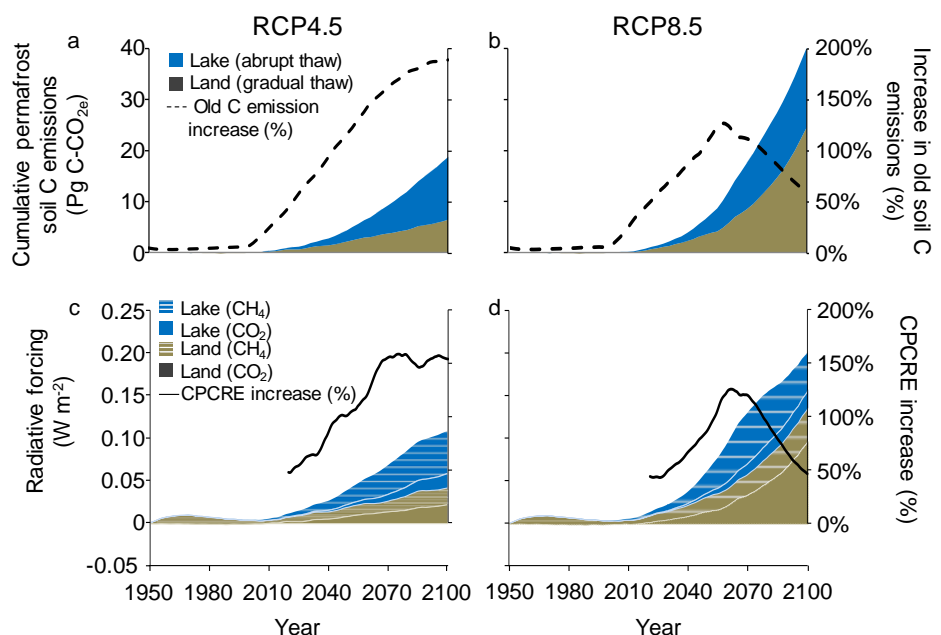 RCP4.5
RCP8.5
a
b
Cumulative permafrost
soil C emissions
(Pg C-CO2e)
40
30
20
10
0
Lake (abrupt thaw)
Land (gradual thaw)
Old C emission
increase (%)
200%
150%
100%
50%
0%
Increase in old soil C
emissions (%)
c
d
Radiative forcing
(W m-2)
0.25
0.20
0.15
0.10
0.05
0
-0.05
Lake (CH4)
Lake (CO2)
Land (CH4)
Land (CO2)
CPCRE increase (%)
200%
150%
100%
50%
0%
CPCRE increase (%)
1950 1980 2010 2040 2070 2100
1950 1980 2010 2040 2070 2100
Year
Year